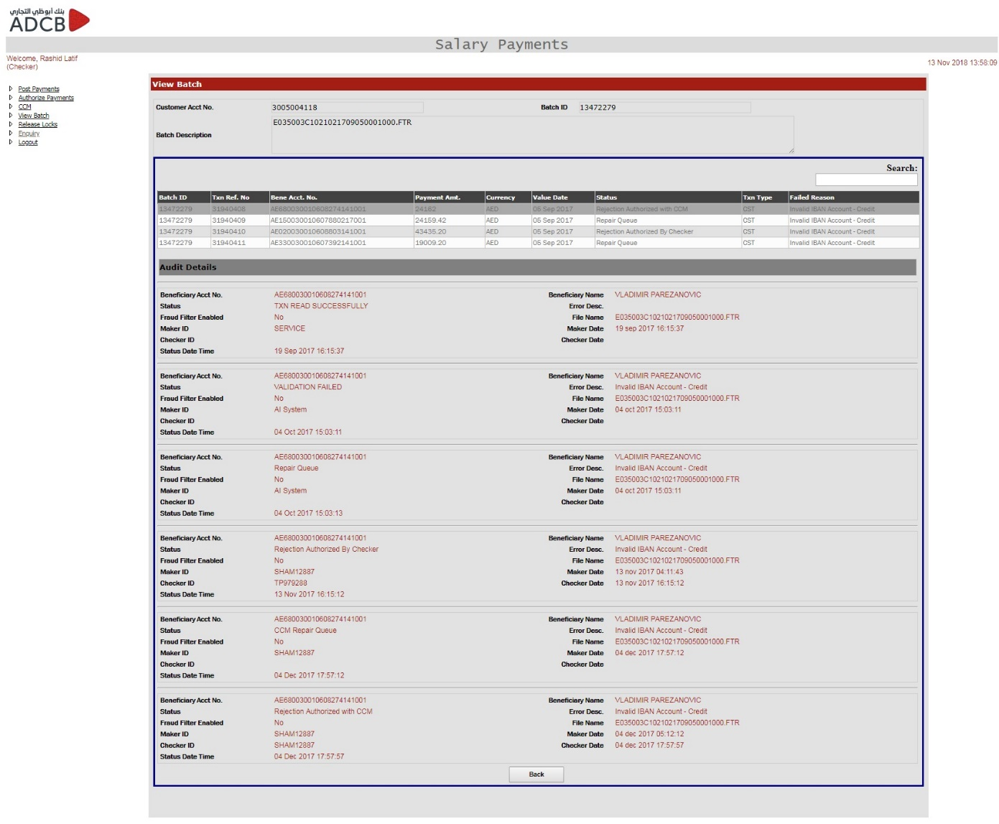 بنك أبوظبي التجاري
ADCB
Salary Payments
Welcome, Rashid Latif
(Checker)
13 Nov 2018 13:58:09
Post Payments
Authorize Payments
CCM
View Batch
Release Locks
Enquiry
Logout
View Batch
Customer Acct No. 3005004118 Batch ID 13472279
Batch Description E035003C1021021709050001000.FTR
Search:
Batch ID Txn Ref. No Bene Acct. No. Payment Amt. Currency Value Date Status Txn Type Failed Reason
13472279 31940408 AE680030010608274141001 24162 AED 05 Sep 2017 Rejection Authorized with CCM CST Invalid IBAN Account - Credit
13472279 31940409 AE150030010607880217001 24159.42 AED 05 Sep 2017 Repair Queue CST Invalid IBAN Account - Credit
13472279 31940410 AE020030010608803141001 43435.20 AED 05 Sep 2017 Rejection Authorized By Checker CST Invalid IBAN Account - Credit
13472279 31940411 AE330030010607392141001 19009.20 AED 05 Sep 2017 Repair Queue CST Invalid IBAN Account - Credit
Audit Details
Beneficiary Acct No. AE680030010608274141001 Beneficiary Name VLADIMIR PAREZANOVIC
Status TXN READ SUCCESSFULLY Error Desc.
Fraud Filter Enabled No File Name E035003C1021021709050001000.FTR
Maker ID SERVICE Maker Date 19 sep 2017 16:15:37
Checker ID Checker Date
Status Date Time 19 Sep 2017 16:15:37
Beneficiary Acct No. AE680030010608274141001 Beneficiary Name VLADIMIR PAREZANOVIC
Status VALIDATION FAILED Error Desc. Invalid IBAN Account - Credit
Fraud Filter Enabled No File Name E035003C1021021709050001000.FTR
Maker ID AI System Maker Date 04 oct 2017 15:03:11
Checker ID Checker Date
Status Date Time 04 Oct 2017 15:03:11
Beneficiary Acct No. AE680030010608274141001 Beneficiary Name VLADIMIR PAREZANOVIC
Status Repair Queue Error Desc. Invalid IBAN Account - Credit
Fraud Filter Enabled No File Name E035003C1021021709050001000.FTR
Maker ID AI System Maker Date 04 oct 2017 15:03:11
Checker ID Checker Date
Status Date Time 04 Oct 2017 15:03:13
Beneficiary Acct No. AE680030010608274141001 Beneficiary Name VLADIMIR PAREZANOVIC
Status Rejection Authorized By Checker Error Desc. Invalid IBAN Account - Credit
Fraud Filter Enabled No File Name E035003C1021021709050001000.FTR
Maker ID SHAM12887 Maker Date 13 nov 2017 04:11:43
Checker ID TP979288 Checker Date 13 nov 2017 16:15:12
Status Date Time 13 Nov 2017 16:15:12
Beneficiary Acct No. AE680030010608274141001 Beneficiary Name VLADIMIR PAREZANOVIC
Status CCM Repair Queue Error Desc. Invalid IBAN Account - Credit
Fraud Filter Enabled No File Name E035003C1021021709050001000.FTR
Maker ID SHAM12887 Maker Date 04 dec 2017 17:57:12
Checker ID Checker Date
Status Date Time 04 Dec 2017 17:57:12
Beneficiary Acct No. AE680030010608274141001 Beneficiary Name VLADIMIR PAREZANOVIC
Status Rejection Authorized with CCM Error Desc. Invalid IBAN Account - Credit
Fraud Filter Enabled No File Name E035003C1021021709050001000.FTR
Maker ID SHAM12887 Maker Date 04 dec 2017 05:12:12
Checker ID SHAM12887 Checker Date 04 dec 2017 17:57:57
Status Date Time 04 Dec 2017 17:57:57
Back